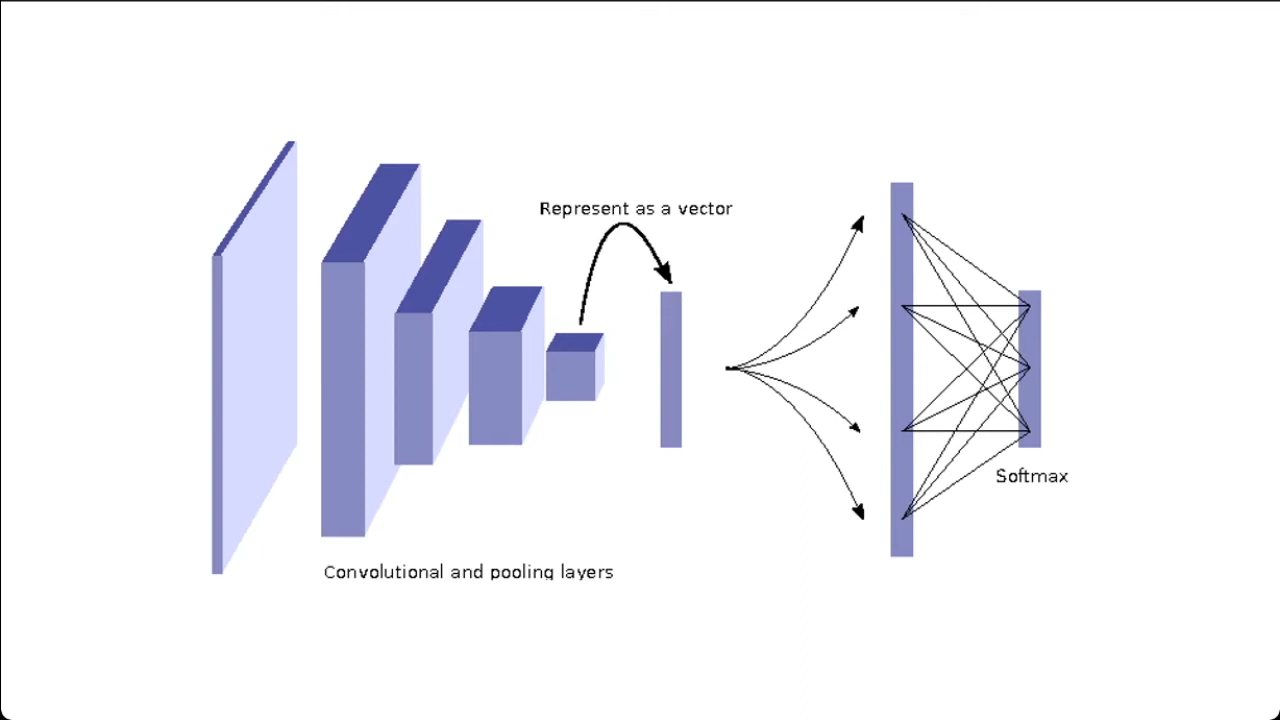 Represent as a vector
Softmax
Convolutional and pooling layers